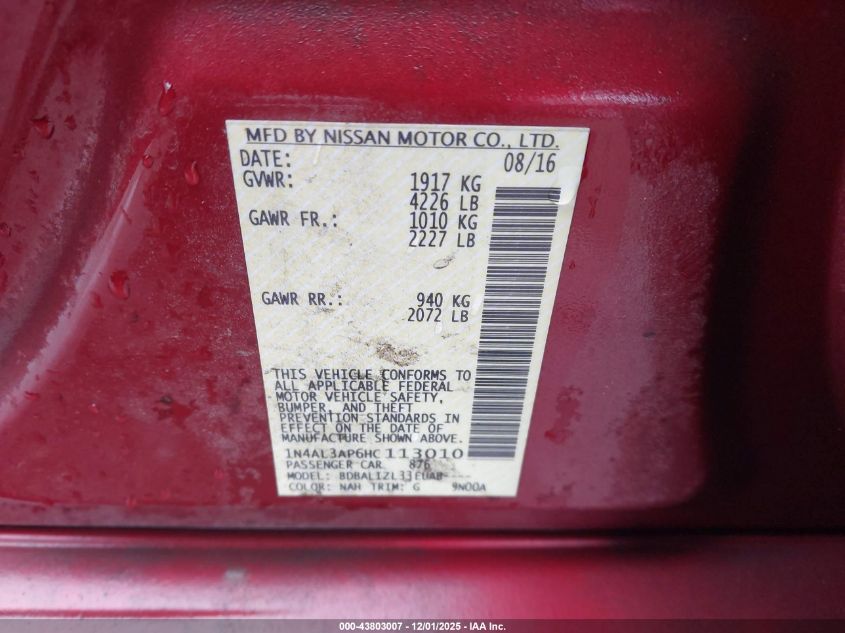 MFD BY NISSAN MOTOR CO., LTD.
DATE: 08/16
GVWR: 1917 KG
4226 LB
GAWR FR.: 1010 KG
2227 LB
GAWR RR.: 940 KG
2072 LB
THIS VEHICLE CONFORMS TO
ALL APPLICABLE FEDERAL
MOTOR VEHICLE SAFETY,
BUMPER, AND THEFT
PREVENTION STANDARDS IN
EFFECT ON THE DATE OF
MANUFACTURE SHOWN ABOVE.
1N4AL3AP6HC113010
PASSENGER CAR 876
MODEL:
COLOR: NAH TRIM: G 9N00A
000-43803007 - 12/01/2025 - IAA Inc.